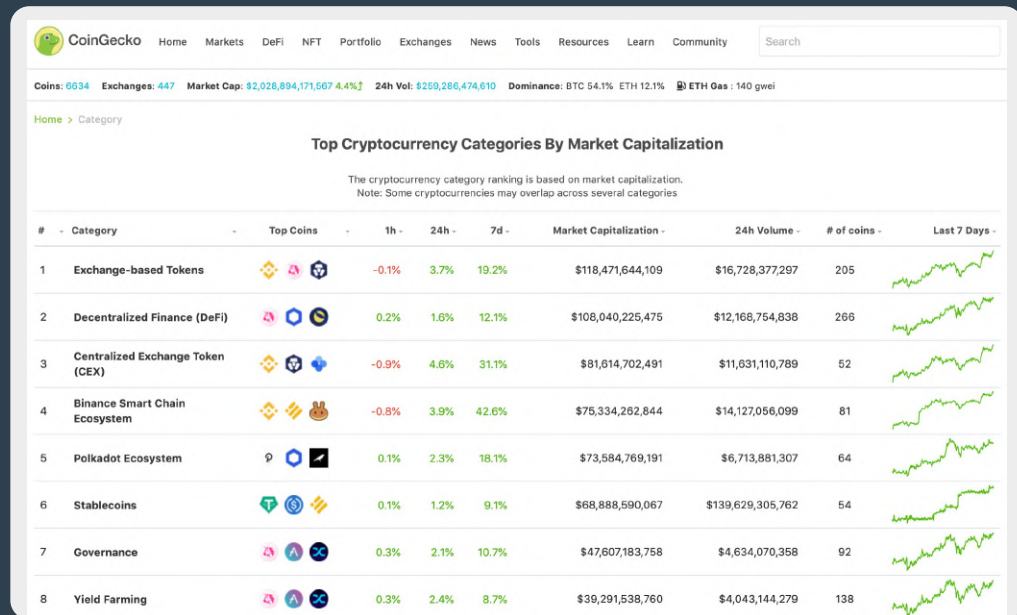 CoinGecko Home Markets DeFi NFT Portfolio Exchanges News Tools Resources Learn Community Search
Coins: 6634 Exchanges: 447 Market Cap: $2,028,894,171,567 4.4% 24h Vol: $259,286,474,610 Dominance: BTC 54.1% ETH 12.1% ETH Gas : 140 gwei
Home > Category
Top Cryptocurrency Categories By Market Capitalization
The cryptocurrency category ranking is based on market capitalization.
Note: Some cryptocurrencies may overlap across several categories
# Category Top Coins 1h 24h 7d Market Capitalization 24h Volume # of coins Last 7 Days
1 Exchange-based Tokens -0.1% 3.7% 19.2% $118,471,644,109 $16,728,377,297 205
2 Decentralized Finance (DeFi) 0.2% 1.6% 12.1% $108,040,225,475 $12,168,754,838 266
3 Centralized Exchange Token
(CEX) -0.9% 4.6% 31.1% $81,614,702,491 $11,631,110,789 52
4 Binance Smart Chain
Ecosystem -0.8% 3.9% 42.6% $75,334,262,844 $14,127,056,099 81
5 Polkadot Ecosystem 0.1% 2.3% 18.1% $73,584,769,191 $6,713,881,307 64
6 Stablecoins 0.1% 1.2% 9.1% $68,888,590,067 $139,629,305,762 54
7 Governance 0.3% 2.1% 10.7% $47,607,183,758 $4,634,070,358 92
8 Yield Farming 0.3% 2.4% 8.7% $39,291,538,760 $4,043,144,279 138